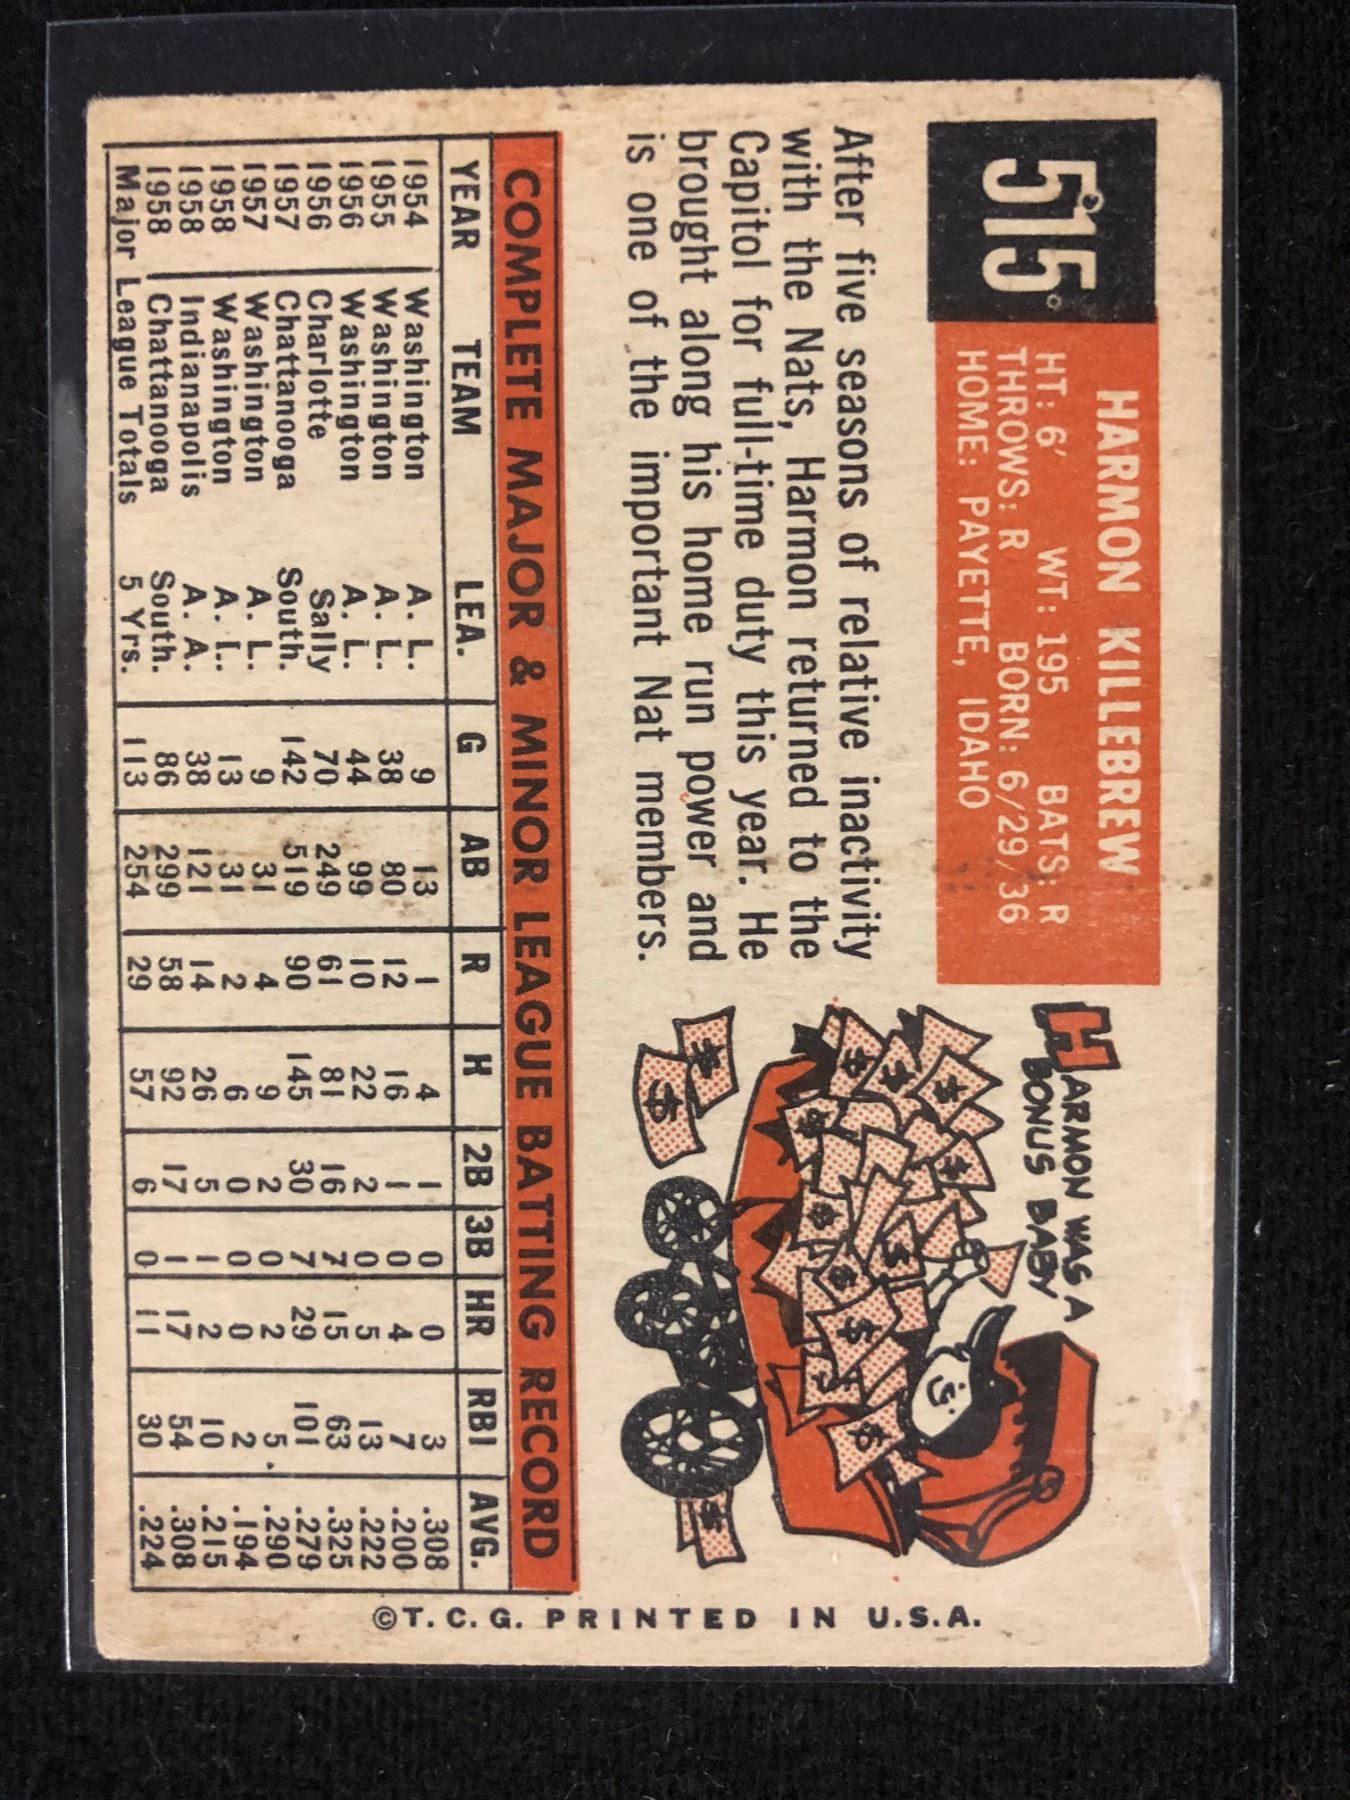 515
HARMON KILLEBREW
HT: 6' WT: 195 BATS: R
THROWS: R BORN: 6/29/36
HOME: PAYETTE, IDAHO
After five seasons of relative inactivity
with the Nats, Harmon returned to the
Capitol for full-time duty this year. He
brought along his home run power and
is one of the important Nat members.
HARMON WAS A
BONUS BABY
$ $ $ $ $ $ $ $ $ $ $ $ $
COMPLETE MAJOR & MINOR LEAGUE BATTING RECORD
YEAR TEAM LEA. G AB R H 2B 3B HR RBI AVG.
1954 Washington A. L. 9 13 1 4 1 0 0 3 .308
1955 Washington A. L. 38 80 12 16 1 0 4 7 .200
1956 Washington A. L. 44 99 10 22 2 0 5 13 .222
1956 Charlotte Sally 70 249 61 81 16 7 15 63 .325
1957 Chattanooga South. 142 519 90 145 30 7 29 101 .279
1957 Washington A. L. 9 31 4 9 2 0 2 5 .290
1958 Washington A. L. 13 31 2 6 0 0 0 2 .194
1958 Indianapolis A. A. 38 121 14 26 5 1 2 10 .215
1958 Chattanooga South. 86 299 58 92 17 1 17 54 .308
Major League Totals 5 Yrs. 113 254 29 57 6 0 11 30 .224
©T. C. G. PRINTED IN U.S.A.